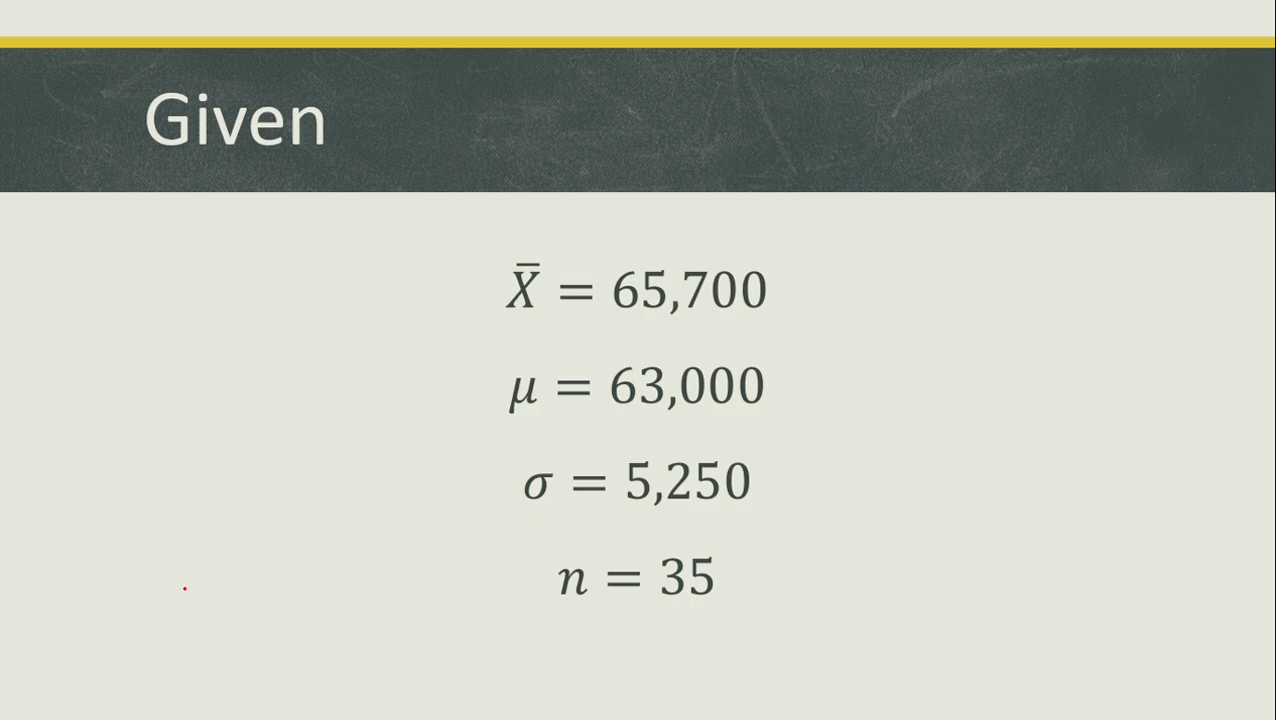 Given
X̄ = 65,700
μ = 63,000
σ = 5,250
n = 35